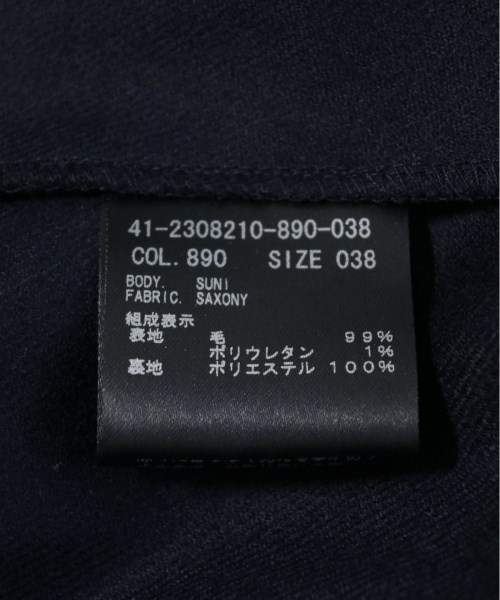 41-2308210-890-038
COL. 890 SIZE 038
BODY. SUNI
FABRIC. SAXONY
組成表示
表地 毛 99%
ポリウレタン 1%
裏地 ポリエステル 100%